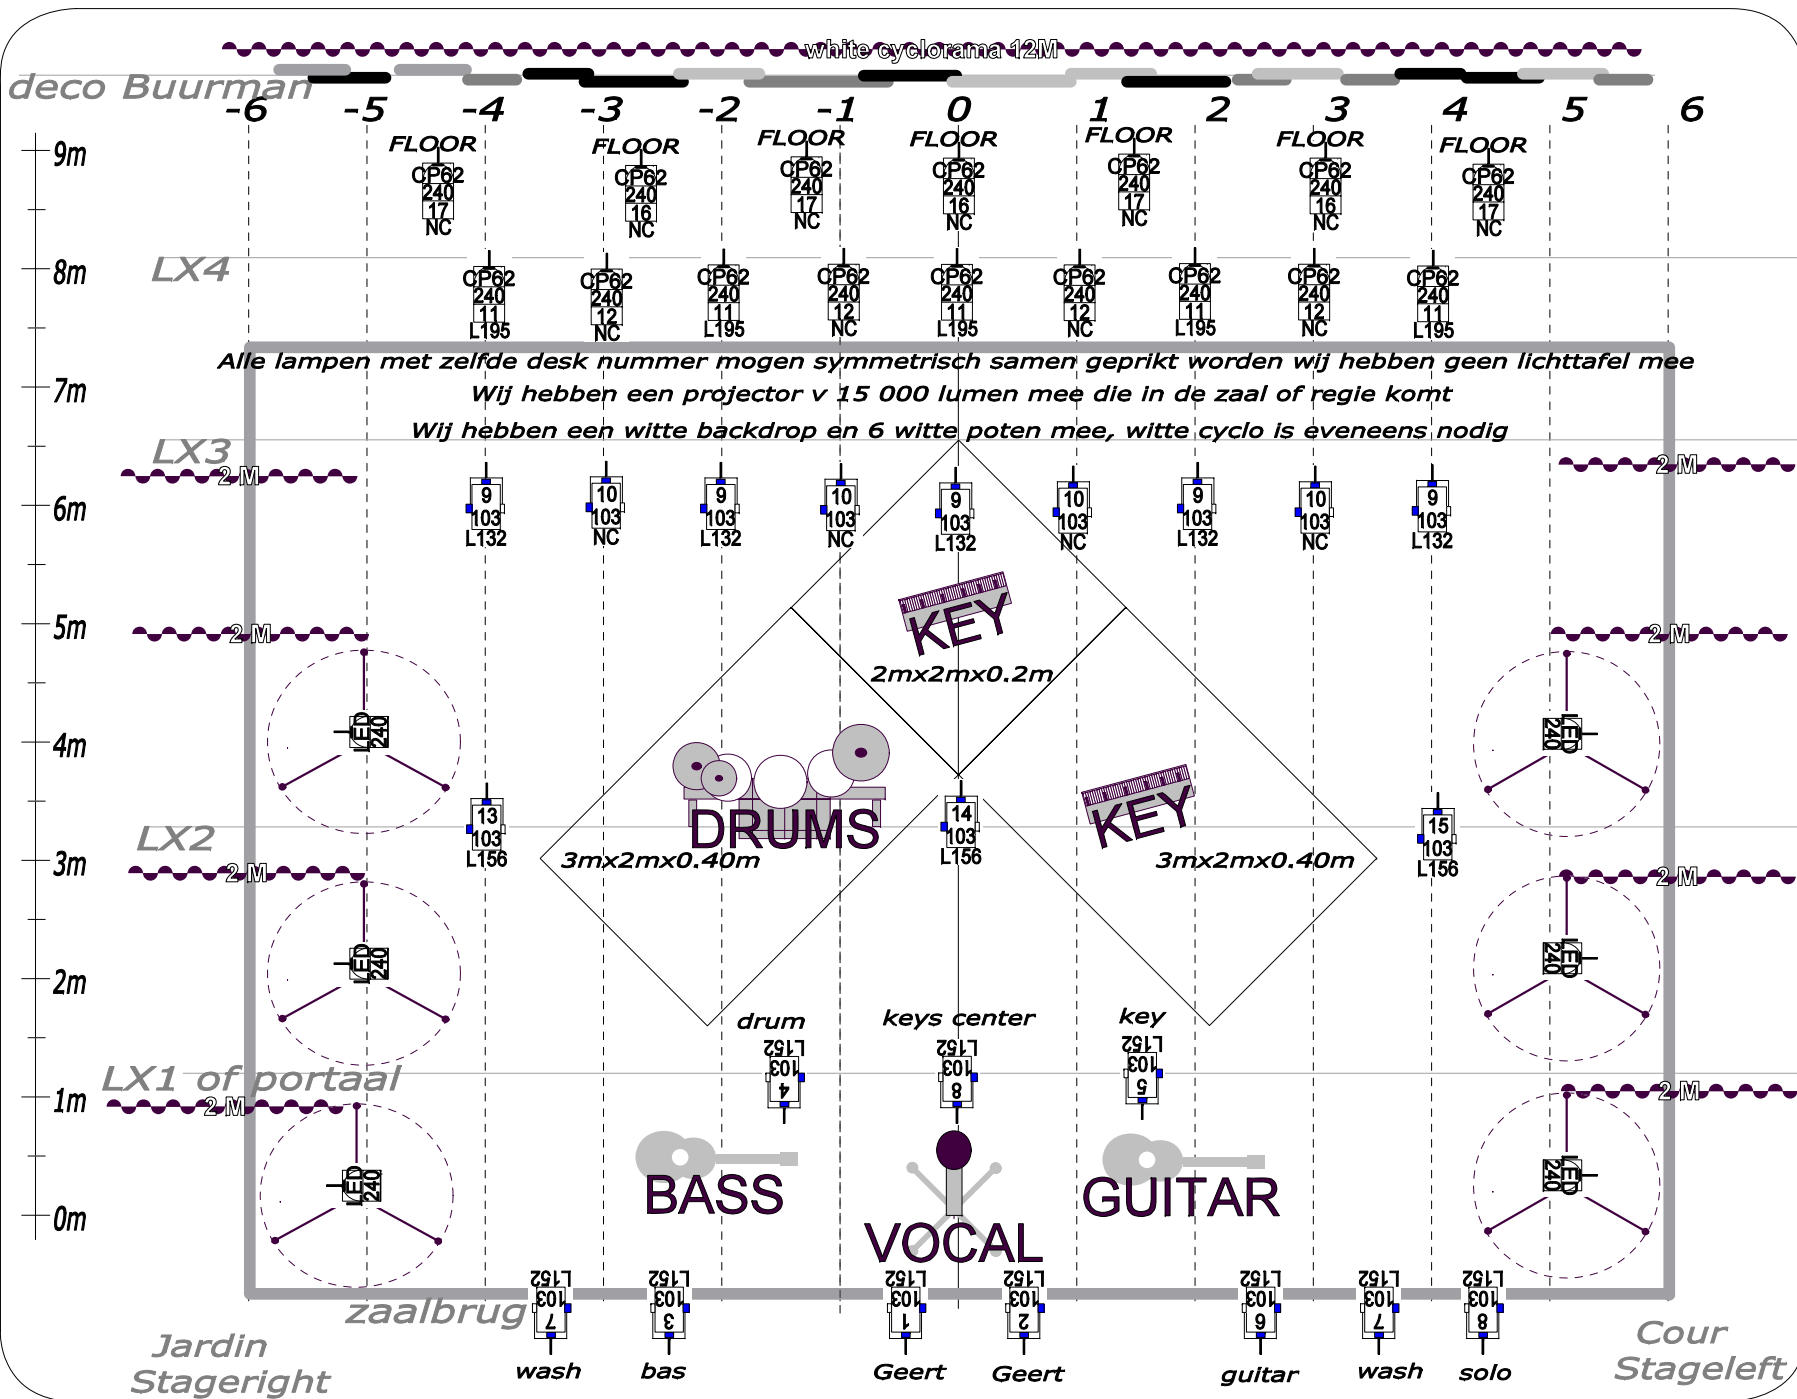 white cyclorama 12M
deco Buurman
-6 -5 -4 -3 -2 -1 0 1 2 3 4 5 6
FLOOR FLOOR FLOOR FLOOR FLOOR FLOOR FLOOR
9m
CP62 CP62 CP62 CP62 CP62 CP62 CP62
240 240 240 240 240 240 240
17 16 17 16 17 16 17
NC NC NC NC NC NC NC
LX4
8m
CP62 CP62 CP62 CP62 CP62 CP62 CP62 CP62 CP62
240 240 240 240 240 240 240 240 240
11 12 11 12 11 12 11 12 11
L195 NC L195 NC L195 NC L195 NC L195
Alle lampen met zelfde desk nummer mogen symmetrisch samen geprikt worden wij hebben geen lichttafel mee
7m
Wij hebben een projector v 15 000 lumen mee die in de zaal of regie komt
Wij hebben een witte backdrop en 6 witte poten mee, witte cyclo is eveneens nodig
LX3
2 M 2 M
6m
9 10 9 10 9 10 9 10 9
103 103 103 103 103 103 103 103 103
L132 NC L132 NC L132 NC L132 NC L132
KEY
5m
2 M 2 M
2mx2mx0.2m
LED 240 LED 240
4m
KEY
13 14 15
103 103 103
L156 L156 L156
DRUMS
LX2
3m
3mx2mx0.40m 3mx2mx0.40m
2 M 2 M
LED 240 LED 240
2m
drum keys center key
L152 L152 L152
103 103 103
4 8 5
LX1 of portaal
1m
2 M 2 M
LED 240 LED 240
BASS GUITAR
0m
VOCAL
L152 L152 L152 L152 L152 L152 L152
103 103 103 103 103 103 103
7 3 1 2 6 7 8
zaalbrug
wash bas Geert Geert guitar wash solo
Jardin
Stageright
Cour
Stageleft